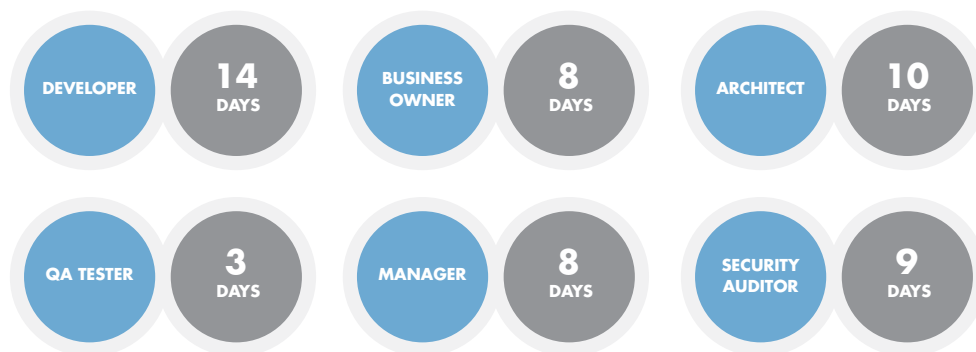 DEVELOPER
14
DAYS
BUSINESS
OWNER
8
DAYS
ARCHITECT
10
DAYS
QA TESTER
3
DAYS
MANAGER
8
DAYS
SECURITY
AUDITOR
9
DAYS